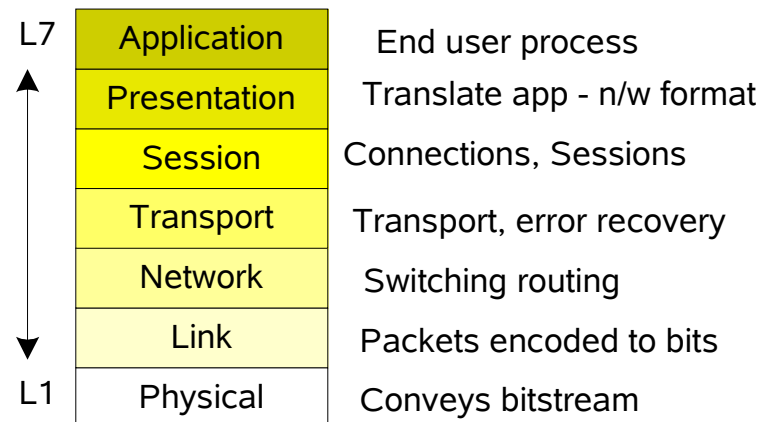 L7 Application End user process
Presentation Translate app - n/w format
Session Connections, Sessions
Transport Transport, error recovery
Network Switching routing
Link Packets encoded to bits
L1 Physical Conveys bitstream